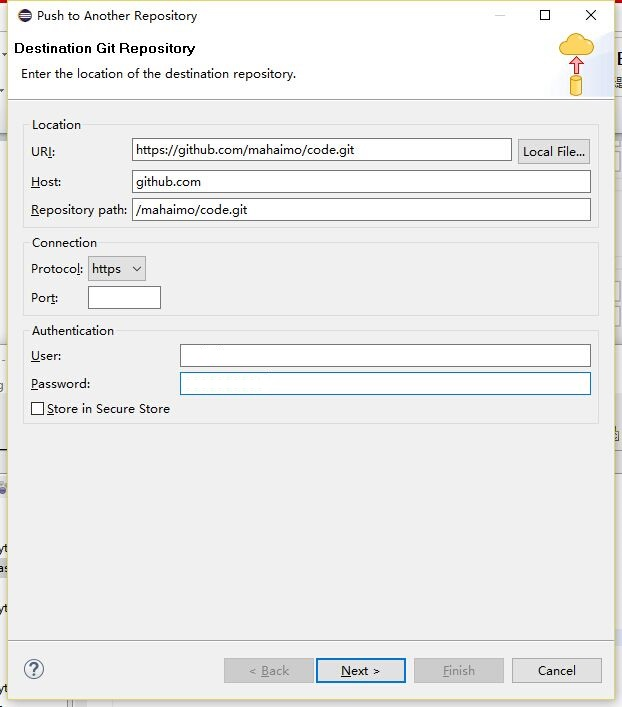 Push to Another Repository
Destination Git Repository
Enter the location of the destination repository.
Location
URI: https://github.com/mahaimo/code.git Local File...
Host: github.com
Repository path: /mahaimo/code.git
Connection
Protocol: https
Port:
Authentication
User:
Password:
Store in Secure Store
< Back Next > Finish Cancel